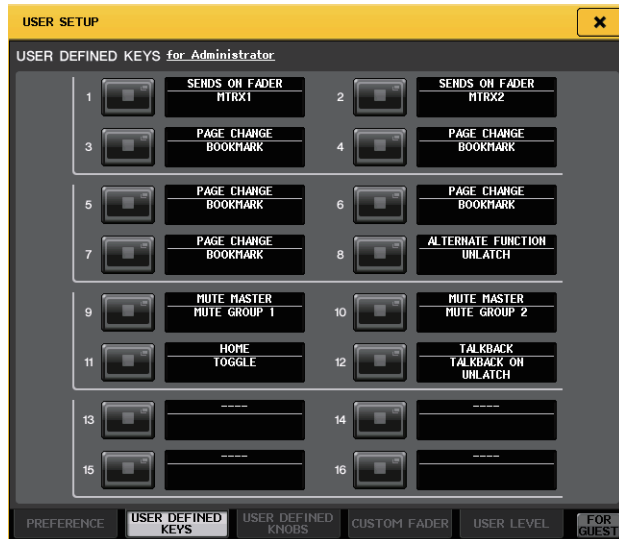 USER SETUP
USER DEFINED KEYS for Administrator
1 SENDS ON FADER
MTRX1
2 SENDS ON FADER
MTRX2
3 PAGE CHANGE
BOOKMARK
4 PAGE CHANGE
BOOKMARK
5 PAGE CHANGE
BOOKMARK
6 PAGE CHANGE
BOOKMARK
7 PAGE CHANGE
BOOKMARK
8 ALTERNATE FUNCTION
UNLATCH
9 MUTE MASTER
MUTE GROUP 1
10 MUTE MASTER
MUTE GROUP 2
11 HOME
TOGGLE
12 TALKBACK
TALKBACK ON
UNLATCH
13 ----
14 ----
15 ----
16 ----
PREFERENCE
USER DEFINED
KEYS
USER DEFINED
KNOBS
CUSTOM FADER
USER LEVEL
FOR
GUEST